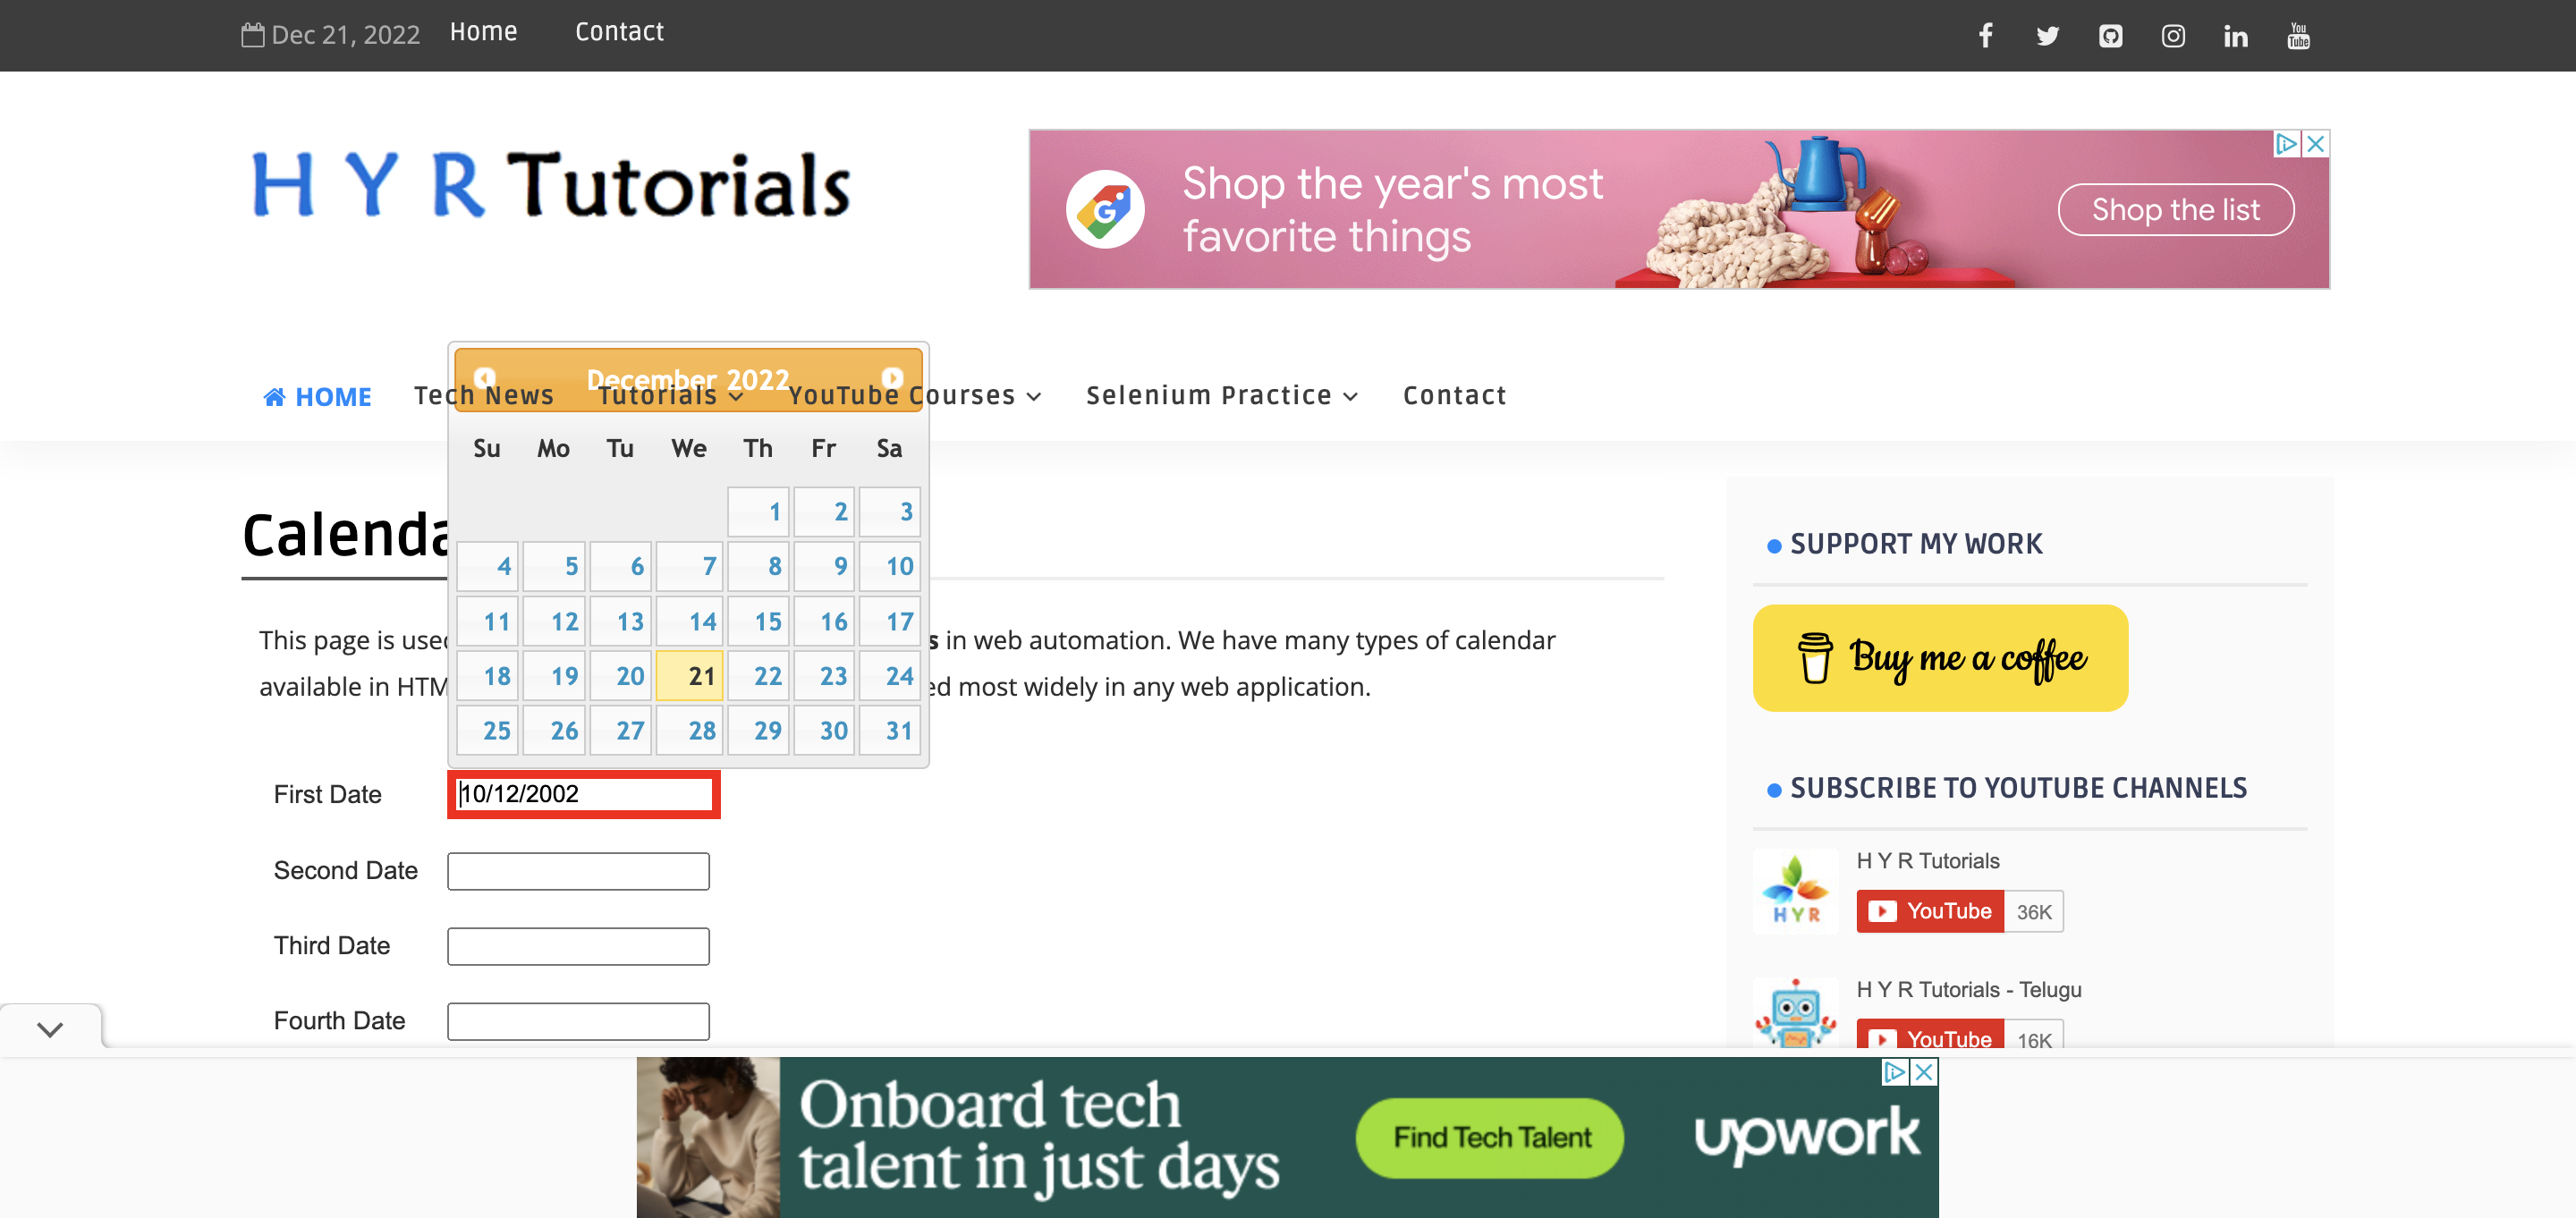 Dec 21, 2022 Home Contact
You
Tube
H Y R Tutorials
Shop the year's most
favorite things
Shop the list
December 2022
HOME Tech News Tutorials YouTube Courses Selenium Practice Contact
Su Mo Tu We Th Fr Sa
1 2 3
4 5 6 7 8 9 10
11 12 13 14 15 16 17
18 19 20 21 22 23 24
25 26 27 28 29 30 31
Calenda
This page is used s in web automation. We have many types of calendar
available in HTM ed most widely in any web application.
First Date 10/12/2002
Second Date
Third Date
Fourth Date
SUPPORT MY WORK
Buy me a coffee
SUBSCRIBE TO YOUTUBE CHANNELS
H Y R Tutorials
HYR
YouTube 36K
H Y R Tutorials - Telugu
YouTube 16K
Onboard tech
talent in just days
Find Tech Talent
upwork